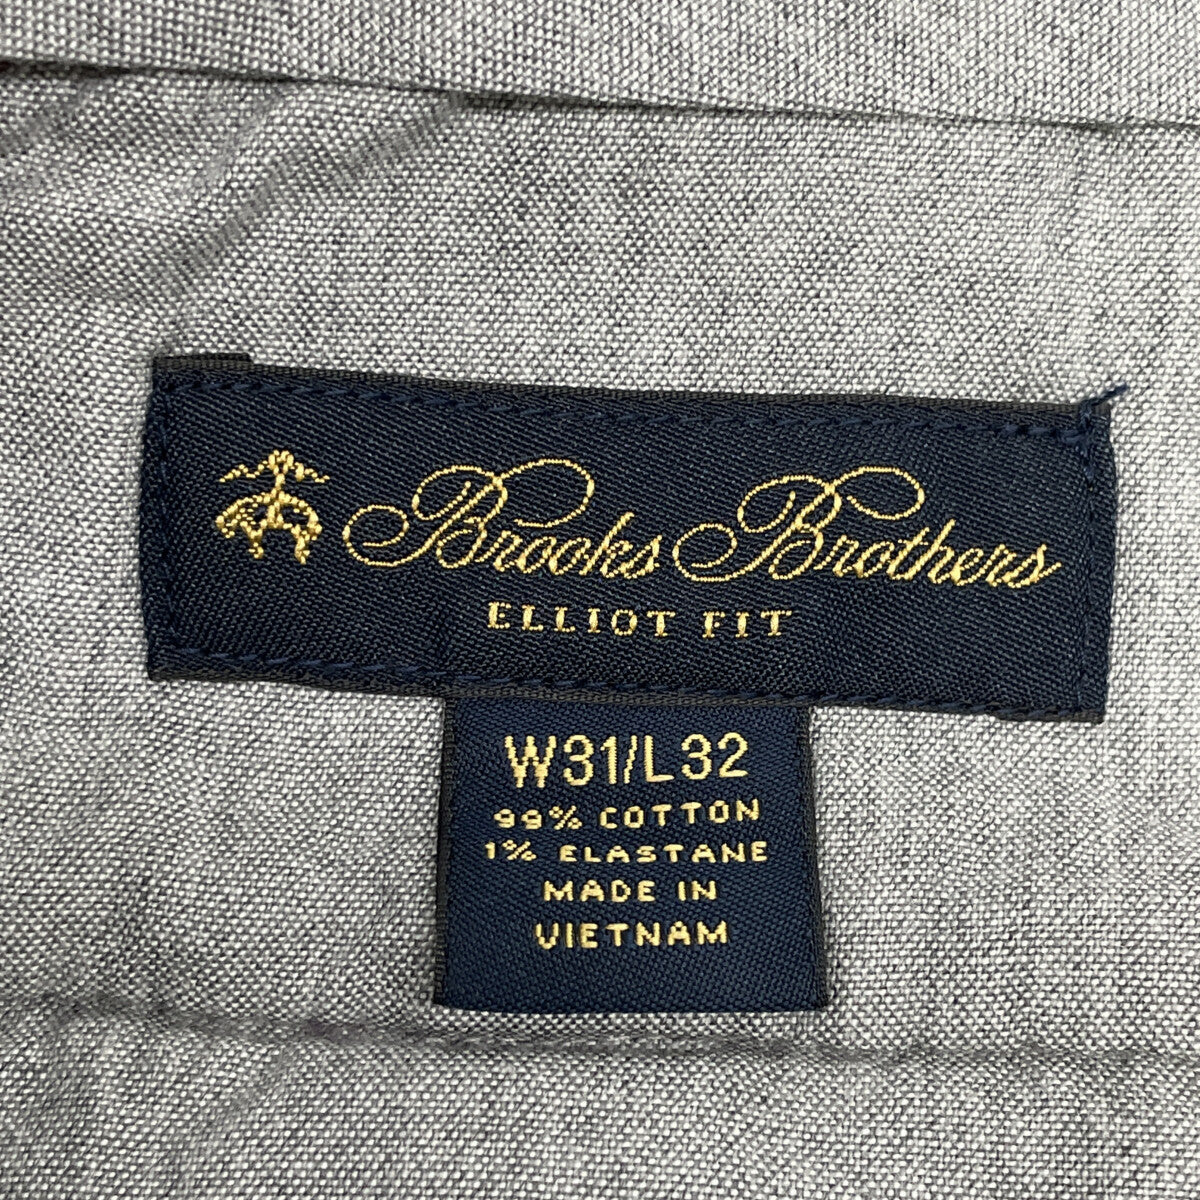 Brooks Brothers
ELLIOT FIT
W31/L32
99% COTTON
1% ELASTANE
MADE IN
VIETNAM